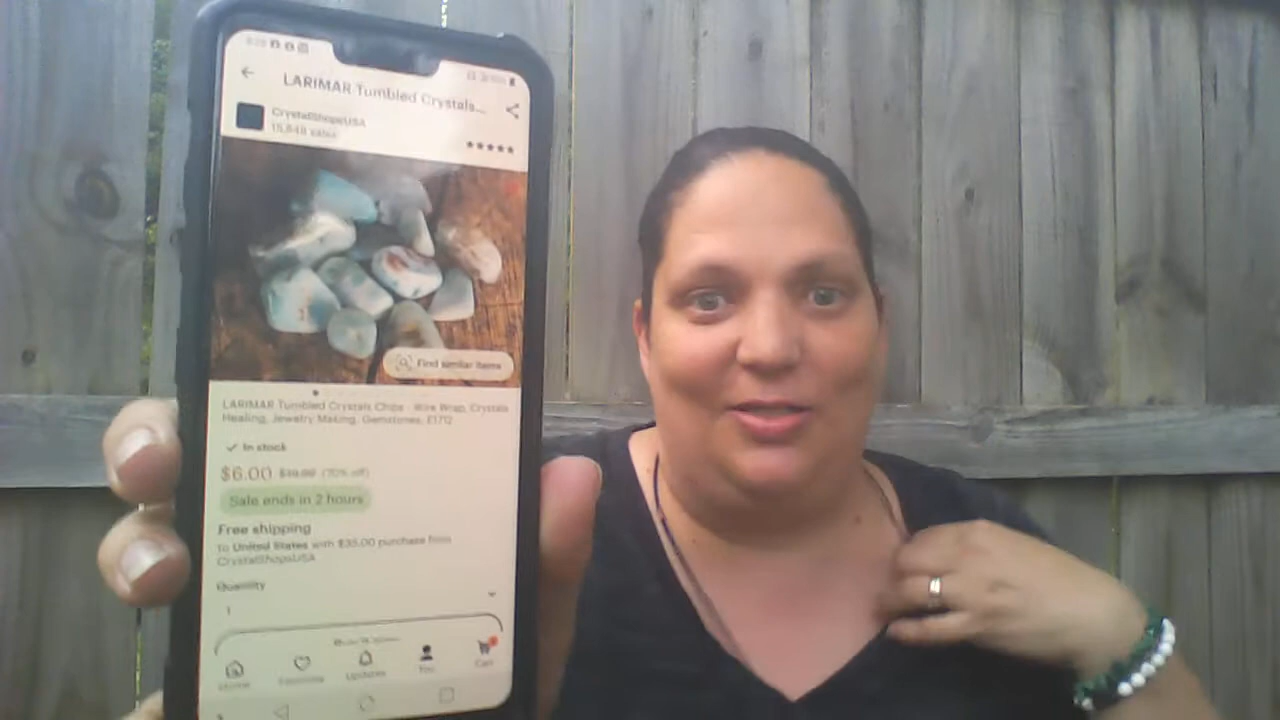 LARIMAR Tumbled Crystals...
CrystalShopsUSA
15,848 sales
Find similar items
LARIMAR Tumbled Crystals Chips - Wire Wrap, Crystals
Healing, Jewelry Making, Gemstones, E1712
In stock
$6.00 (70% off)
Sale ends in 2 hours
Free shipping
to United States with $35.00 purchase from
CrystalShopsUSA
Quantity
1
Home
Favorites
Updates
You
Cart